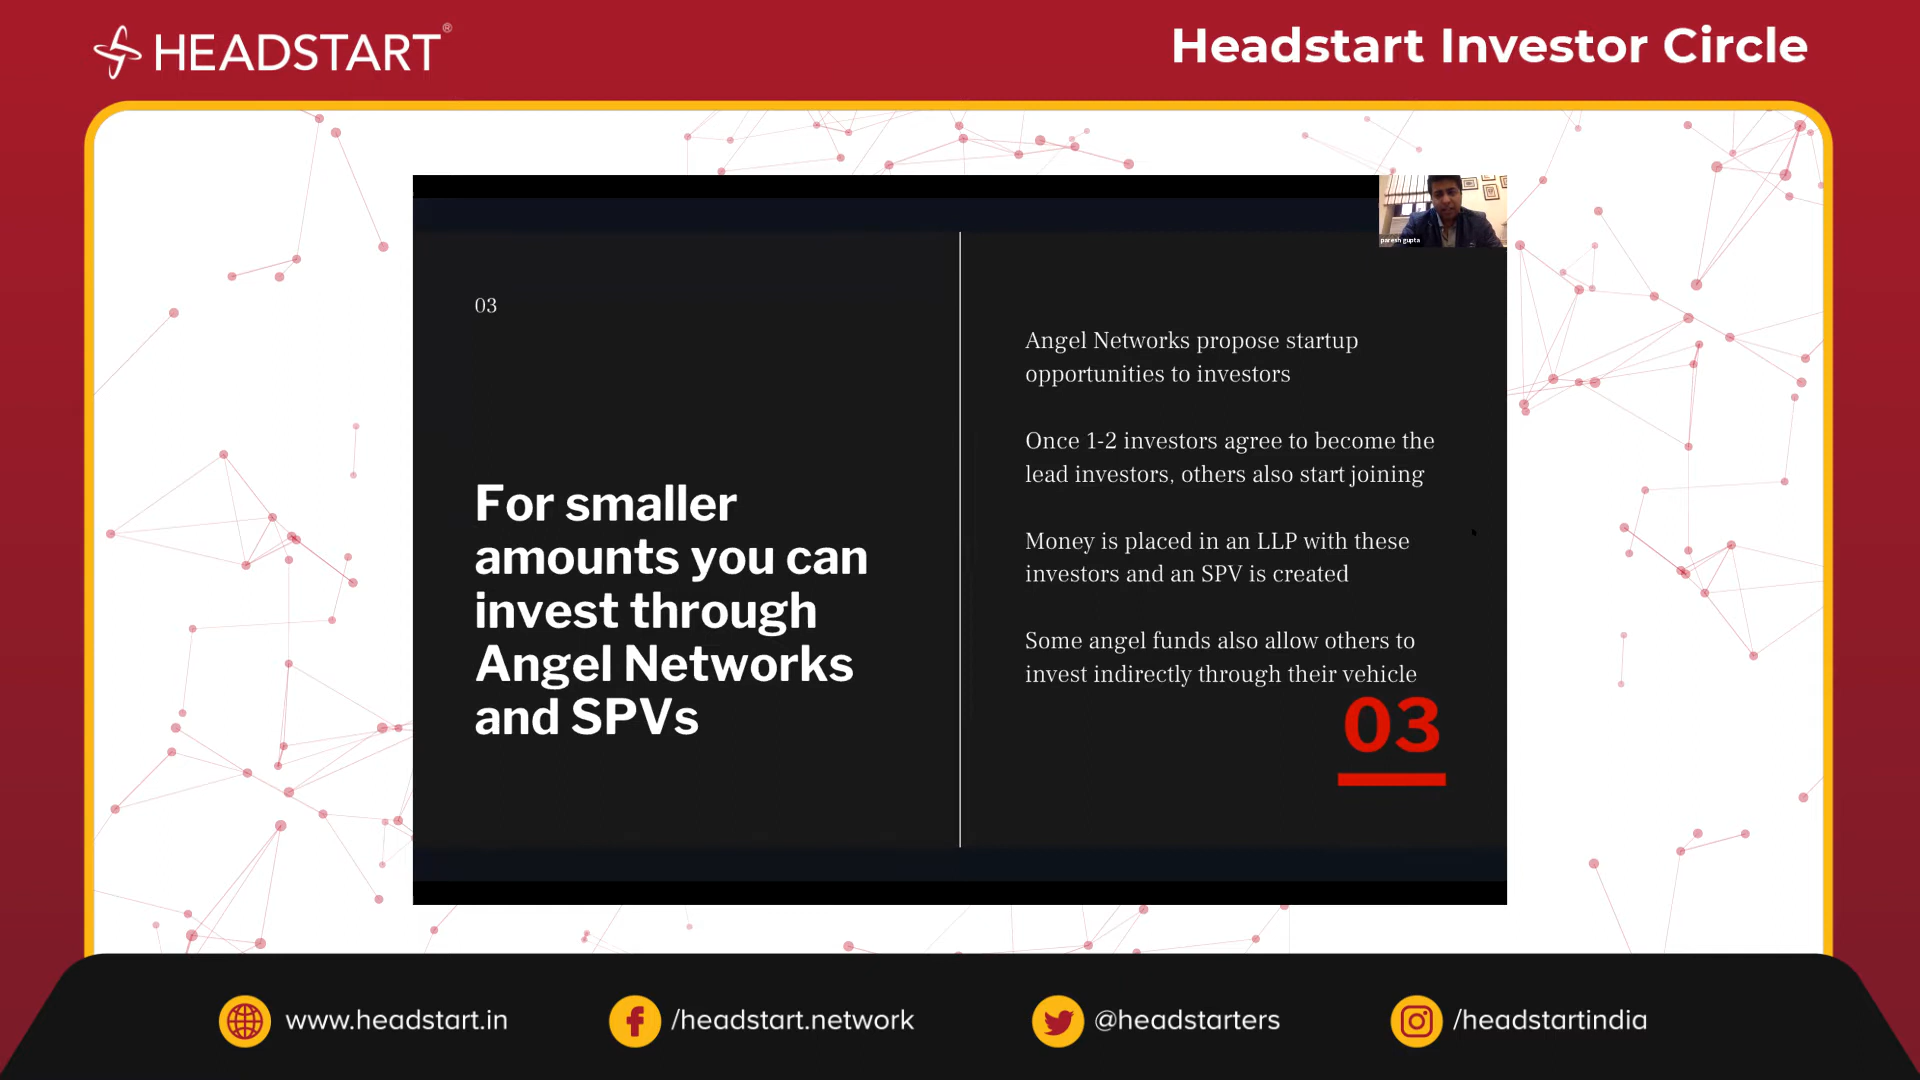 HEADSTART®
Headstart Investor Circle
paresh gupta
03
For smaller
amounts you can
invest through
Angel Networks
and SPVs
Angel Networks propose startup
opportunities to investors
Once 1-2 investors agree to become the
lead investors, others also start joining
Money is placed in an LLP with these
investors and an SPV is created
Some angel funds also allow others to
invest indirectly through their vehicle
03
www.headstart.in
/headstart.network
@headstarters
/headstartindia